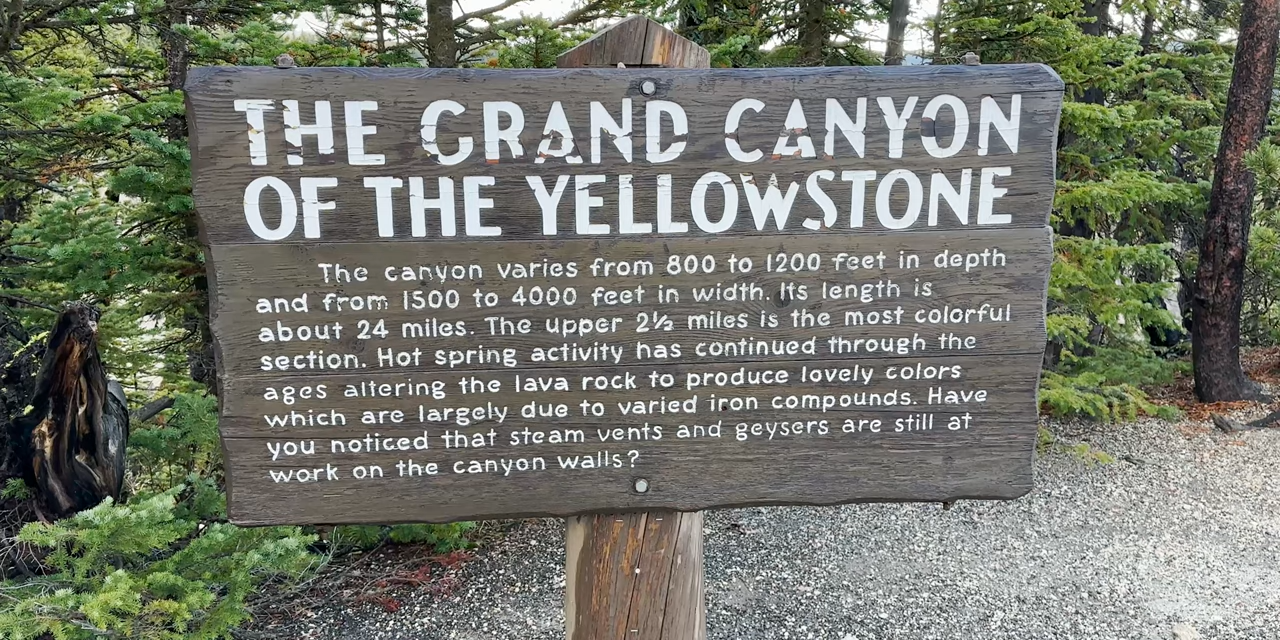 THE GRAND CANYON
OF THE YELLOWSTONE
The canyon varies from 800 to 1200 feet in depth
and from 1500 to 4000 feet in width. Its length is
about 24 miles. The upper 2½ miles is the most colorful
section. Hot spring activity has continued through the
ages altering the lava rock to produce lovely colors
which are largely due to varied iron compounds. Have
you noticed that steam vents and geysers are still at
work on the canyon walls?